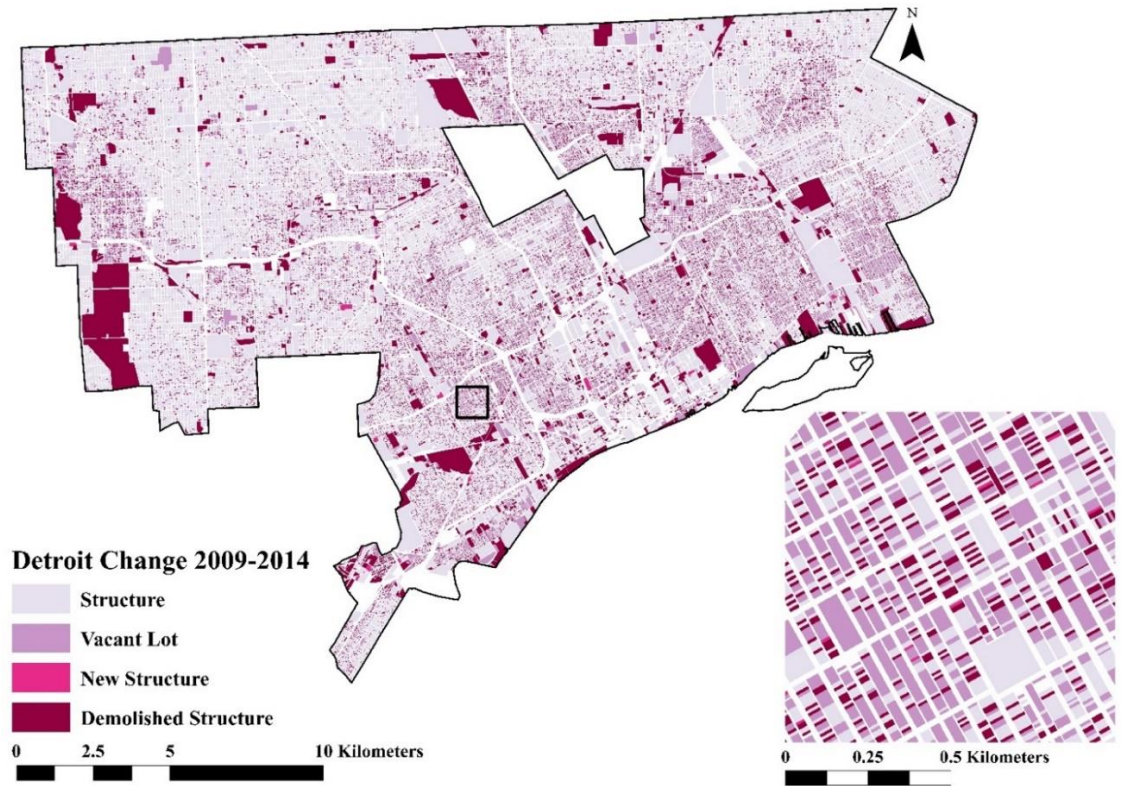 N
Detroit Change 2009-2014
Structure
Vacant Lot
New Structure
Demolished Structure
0 2.5 5 10 Kilometers
0 0.25 0.5 Kilometers